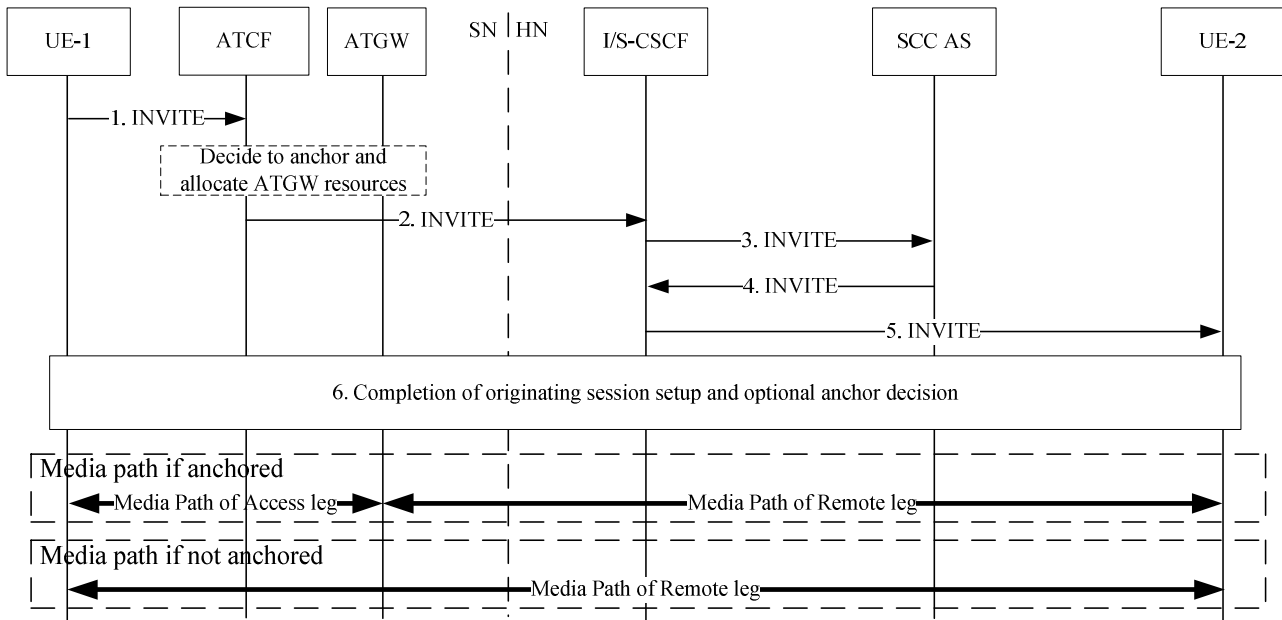 UE-1
ATCF
ATGW
SN
HN
I/S-CSCF
SCC AS
UE-2
1. INVITE
Decide to anchor and
allocate ATGW resources
2. INVITE
3. INVITE
4. INVITE
5. INVITE
6. Completion of originating session setup and optional anchor decision
Media path if anchored
Media Path of Access leg
Media Path of Remote leg
Media path if not anchored
Media Path of Remote leg